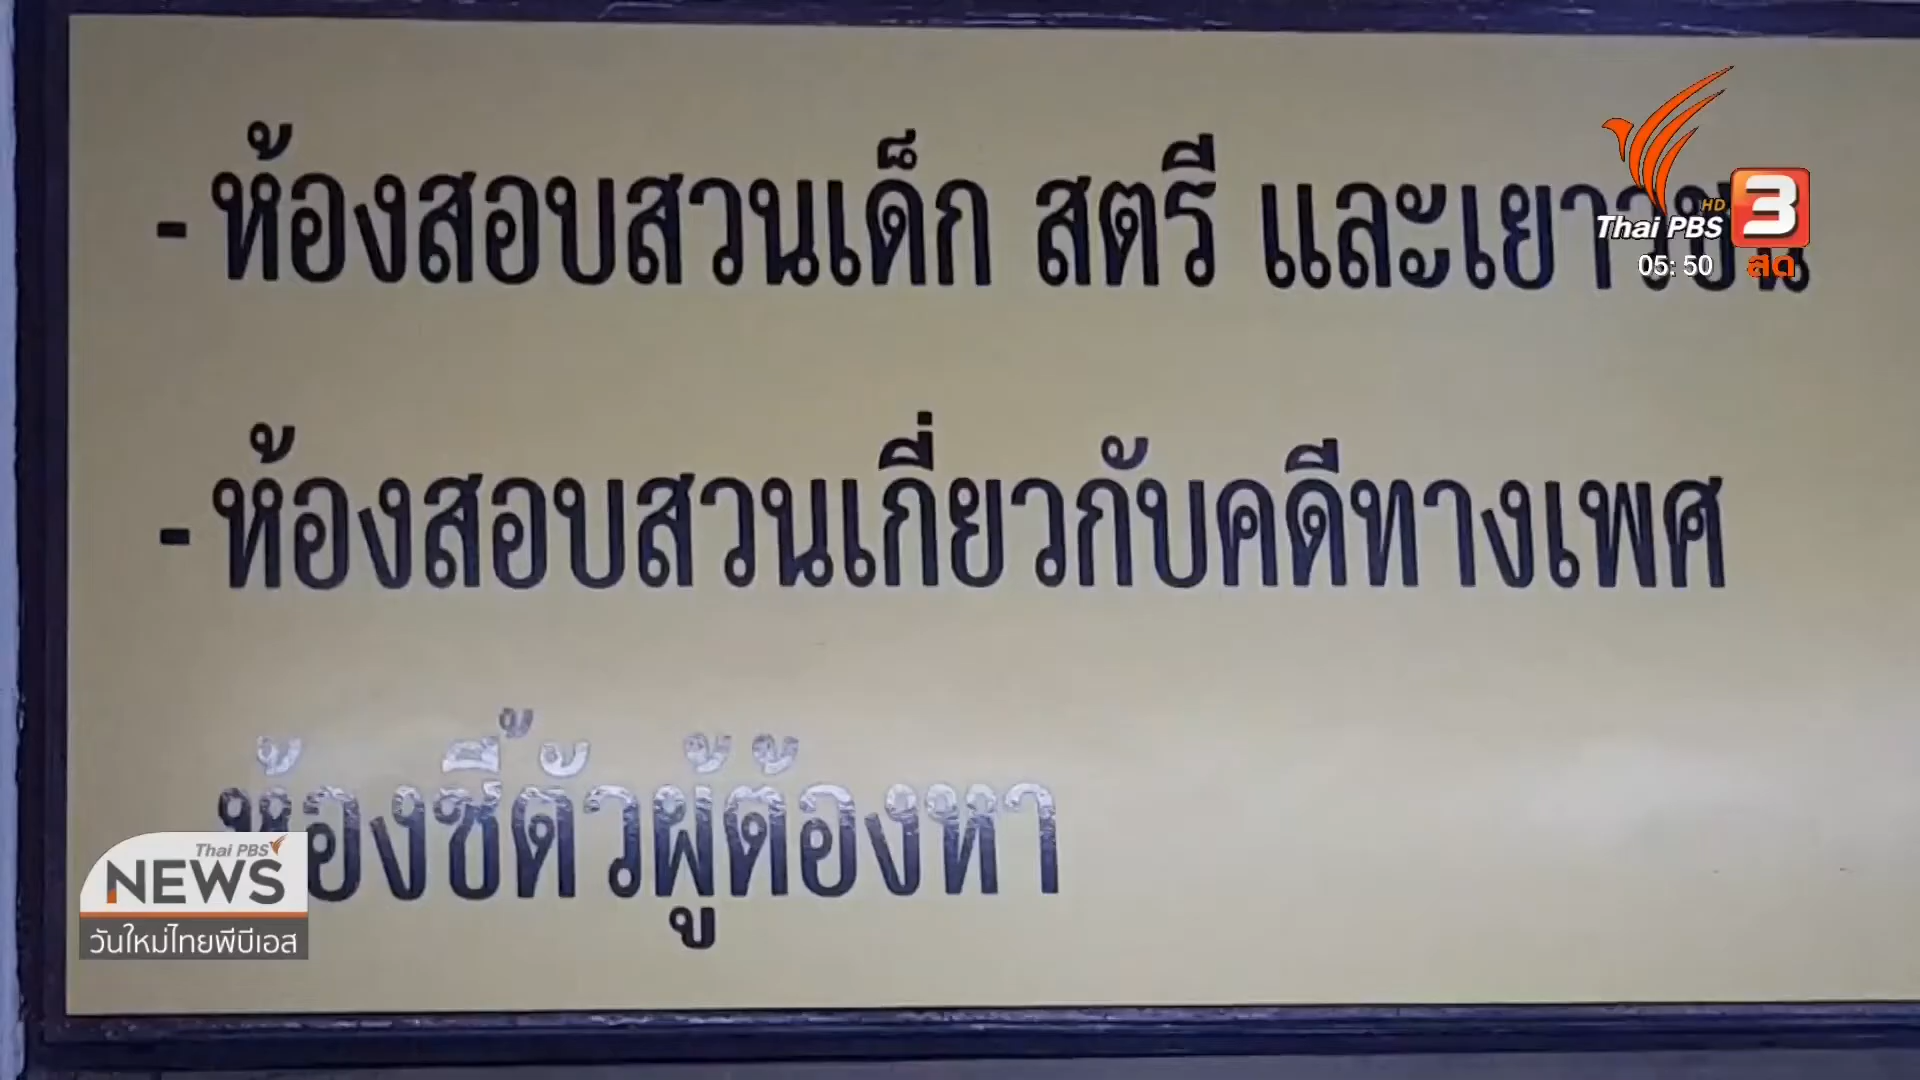 - ห้องสอบสวนเด็ก สตรี และเยาวชน
- ห้องสอบสวนเกี่ยวกับคดีทางเพศ
ห้องชี้ตัวผู้ต้องหา
HD
Thai PBS 3
05:50 สด
Thai PBS
NEWS
วันใหม่ไทยพีบีเอส